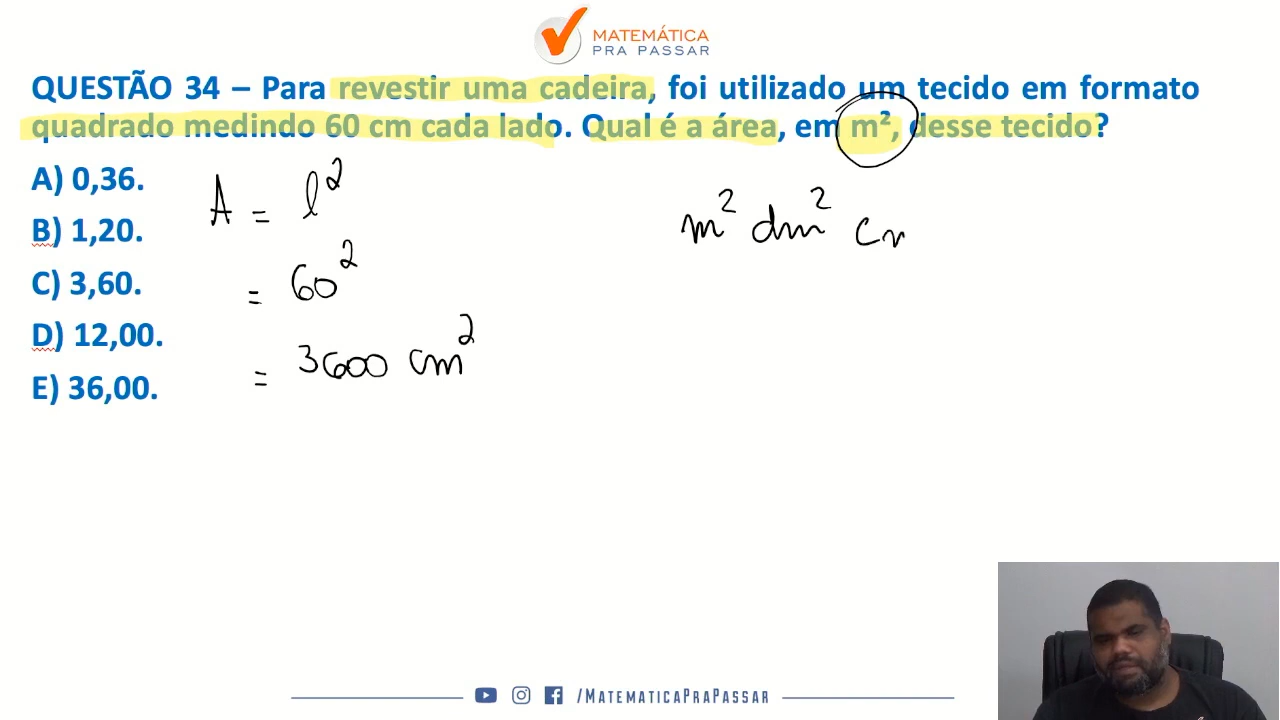 MATEMÁTICA
PRA PASSAR
QUESTÃO 34 – Para revestir uma cadeira, foi utilizado um tecido em formato
quadrado medindo 60 cm cada lado. Qual é a área, em m², desse tecido?
A) 0,36.
B) 1,20.
C) 3,60.
D) 12,00.
E) 36,00.
A = l²
= 60²
= 3600 cm²
m² dm² cm
/MATEMATICAPRAPASSAR